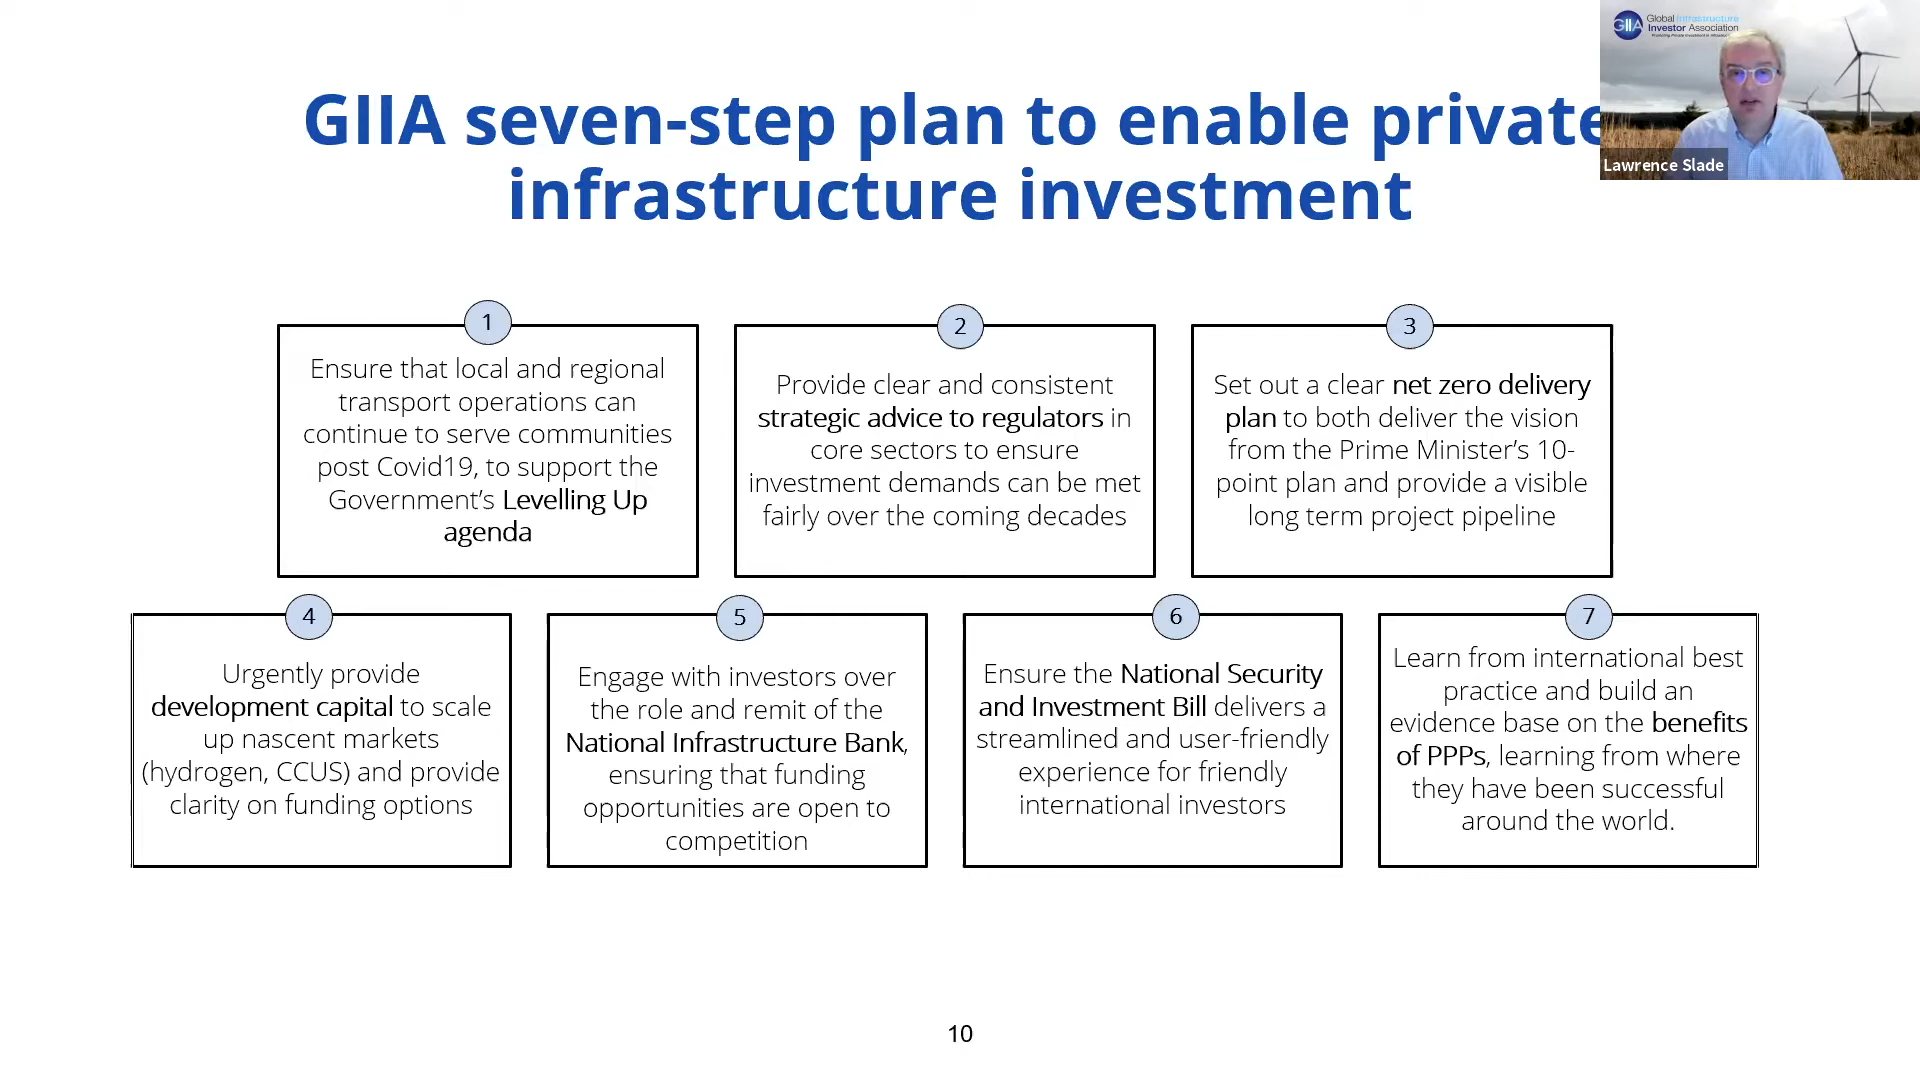 GIIA seven-step plan to enable private
infrastructure investment
GIIA
Global Infrastructure
Investor Association
Promoting Private Investment in Infrastructure
Lawrence Slade
1
Ensure that local and regional
transport operations can
continue to serve communities
post Covid19, to support the
Government’s Levelling Up
agenda
2
Provide clear and consistent
strategic advice to regulators in
core sectors to ensure
investment demands can be met
fairly over the coming decades
3
Set out a clear net zero delivery
plan to both deliver the vision
from the Prime Minister’s 10-
point plan and provide a visible
long term project pipeline
4
Urgently provide
development capital to scale
up nascent markets
(hydrogen, CCUS) and provide
clarity on funding options
5
Engage with investors over
the role and remit of the
National Infrastructure Bank,
ensuring that funding
opportunities are open to
competition
6
Ensure the National Security
and Investment Bill delivers a
streamlined and user-friendly
experience for friendly
international investors
7
Learn from international best
practice and build an
evidence base on the benefits
of PPPs, learning from where
they have been successful
around the world.
10